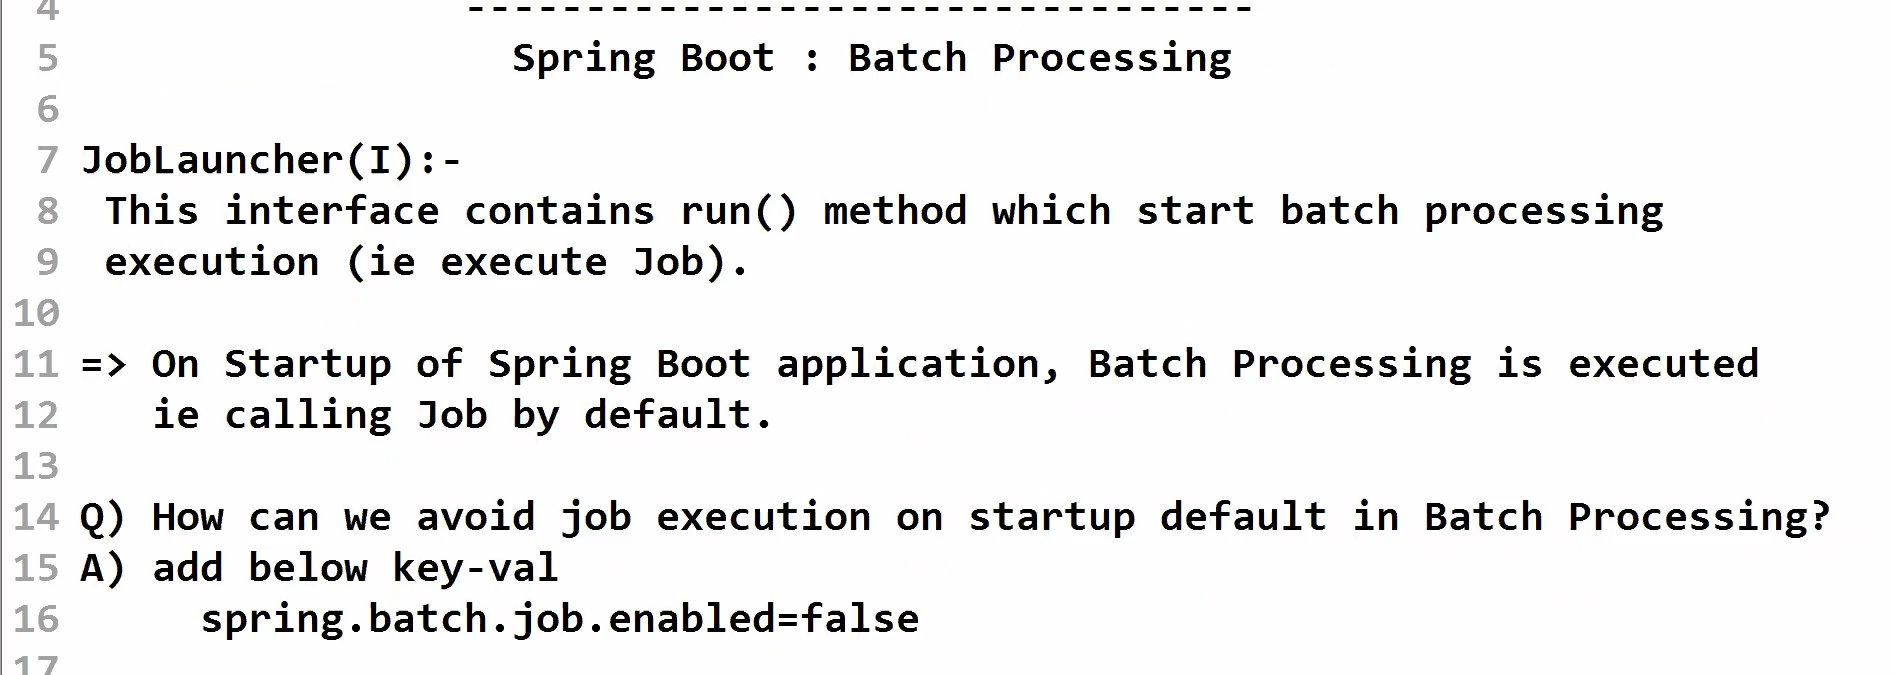 4 ---------------------------------
5 Spring Boot : Batch Processing
6
7 JobLauncher(I):-
8 This interface contains run() method which start batch processing
9 execution (ie execute Job).
10
11 => On Startup of Spring Boot application, Batch Processing is executed
12 ie calling Job by default.
13
14 Q) How can we avoid job execution on startup default in Batch Processing?
15 A) add below key-val
16 spring.batch.job.enabled=false
17